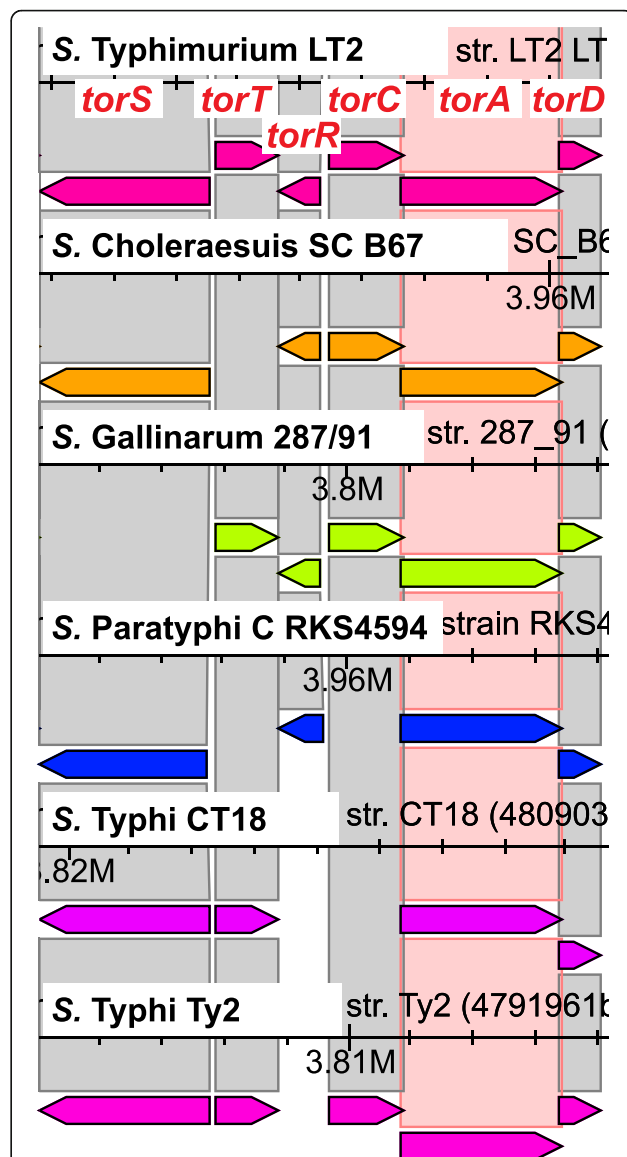 S. Typhimurium LT2 str. LT2 LT
torS torT torC torA torD
torR
S. Choleraesuis SC B67 SC_B6
3.96M
S. Gallinarum 287/91 str. 287_91 (
3.8M
S. Paratyphi C RKS4594 strain RKS4
3.96M
S. Typhi CT18 str. CT18 (480903
3.82M
S. Typhi Ty2 str. Ty2 (4791961b
3.81M